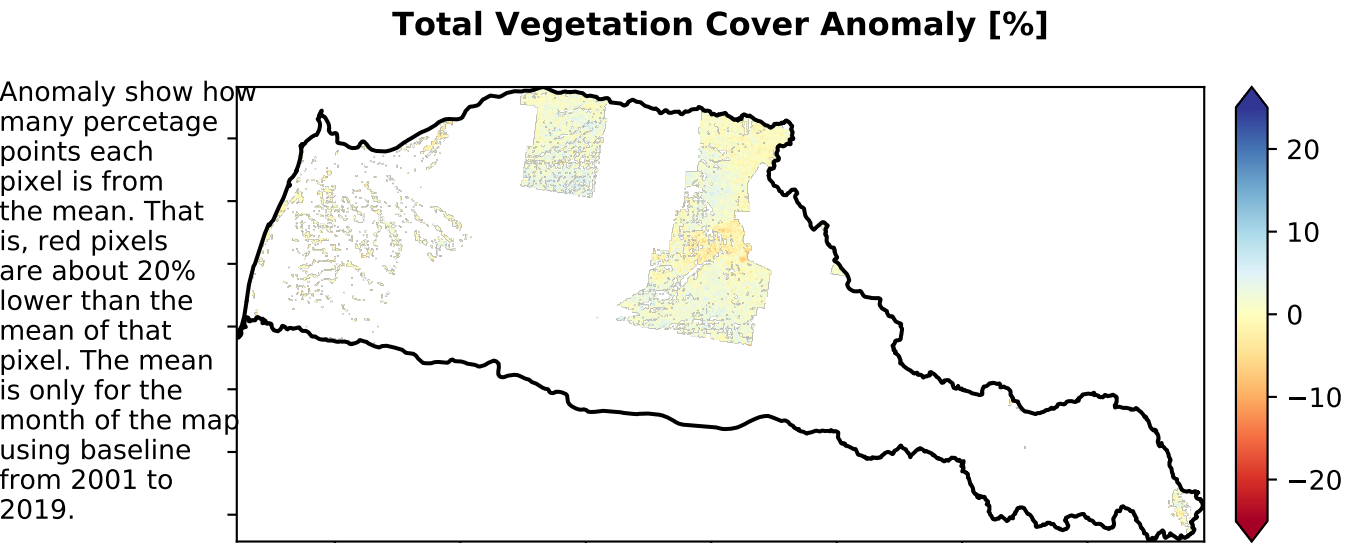 Total Vegetation Cover Anomaly [%]
Anomaly show how
many percetage
points each
pixel is from
the mean. That
is, red pixels
are about 20%
lower than the
mean of that
pixel. The mean
is only for the
month of the map
using baseline
from 2001 to
2019.
20
10
0
−10
−20